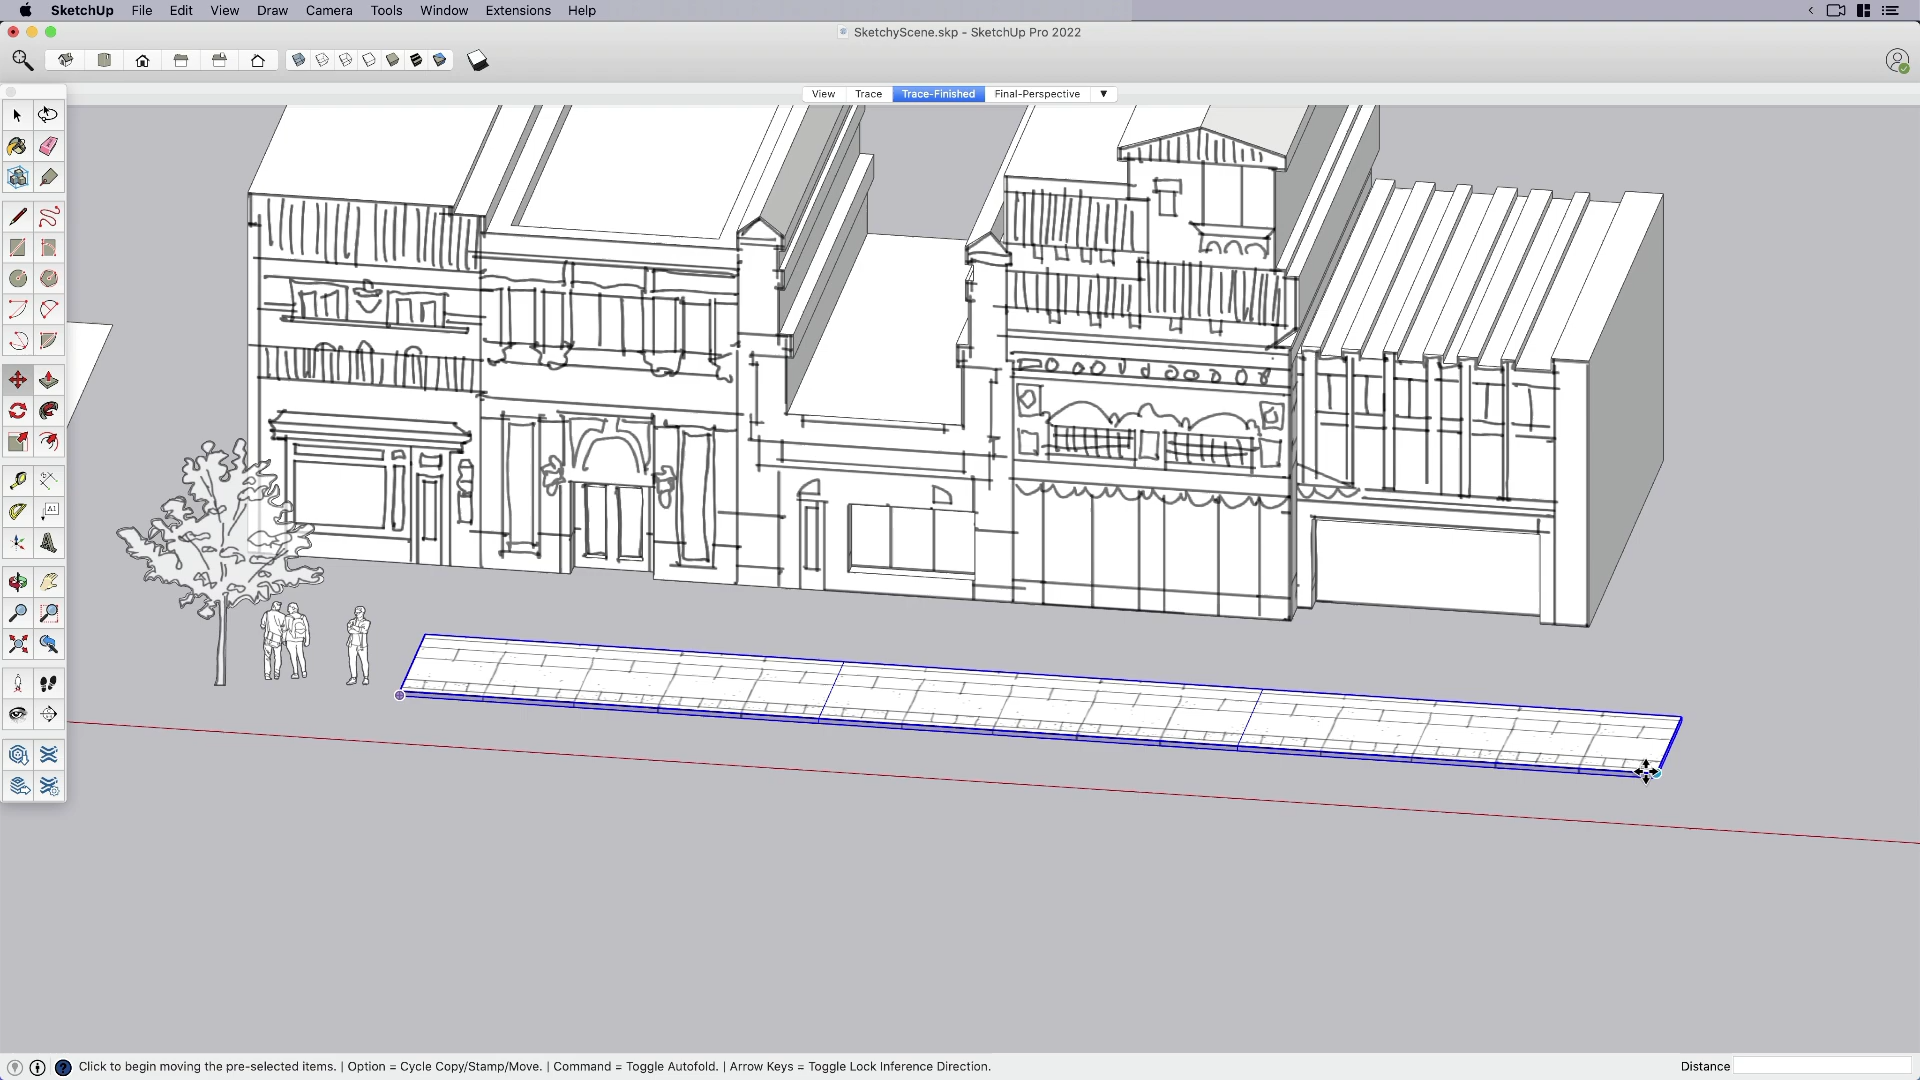 SketchUp File Edit View Draw Camera Tools Window Extensions Help
SketchyScene.skp - SketchUp Pro 2022
View Trace Trace-Finished Final-Perspective
A1
Click to begin moving the pre-selected items. | Option = Cycle Copy/Stamp/Move. | Command = Toggle Autofold. | Arrow Keys = Toggle Lock Inference Direction.
Distance